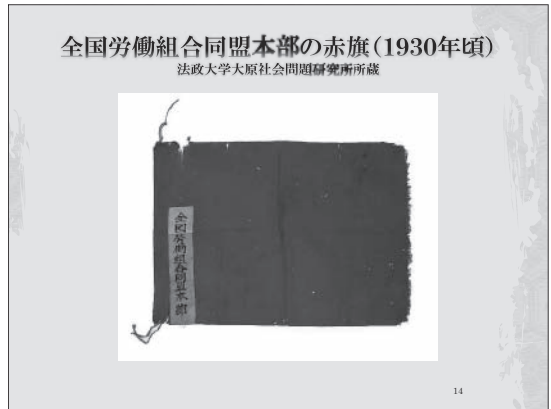 全国労働組合同盟本部の赤旗(1930年頃)
法政大学大原社会問題研究所所蔵
全国労働組合同盟本部
14